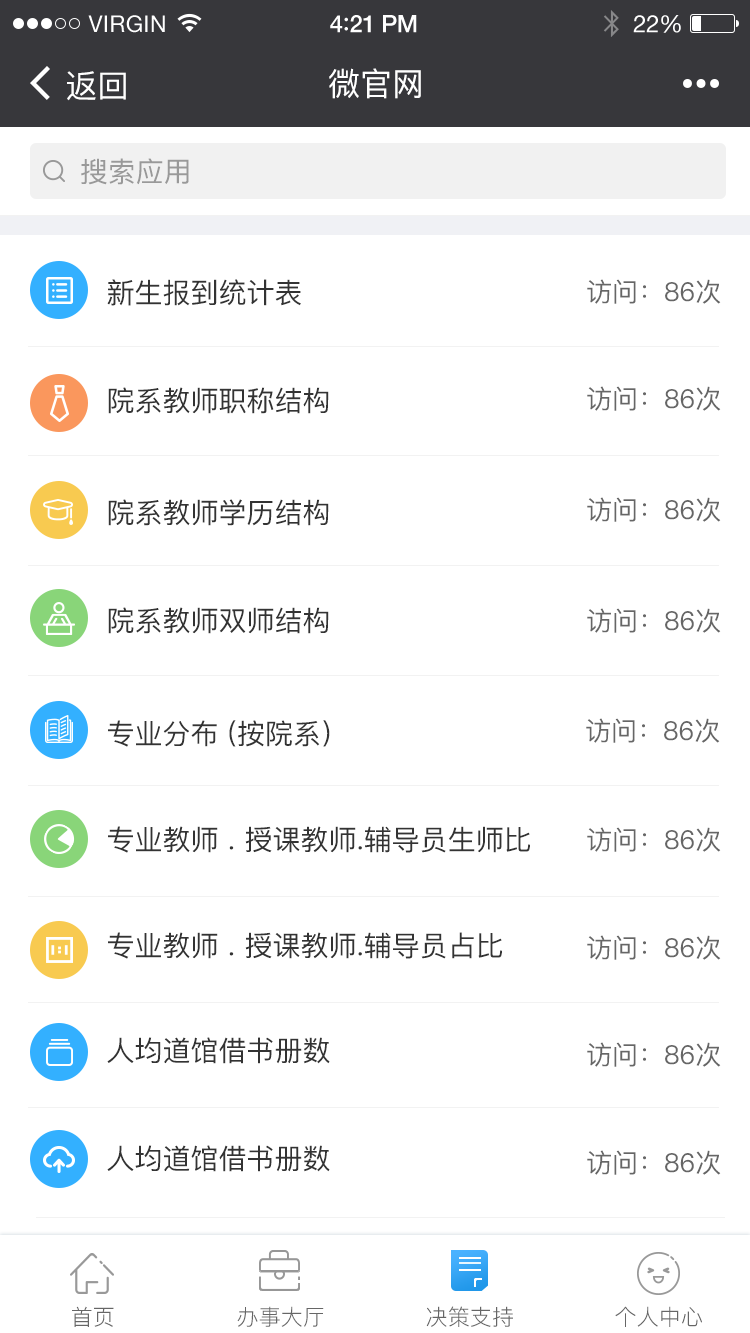 VIRGIN 4:21 PM 22%
返回 微官网
搜索应用
新生报到统计表 访问：86次
院系教师职称结构 访问：86次
院系教师学历结构 访问：86次
院系教师双师结构 访问：86次
专业分布 (按院系) 访问：86次
专业教师．授课教师.辅导员生师比 访问：86次
专业教师．授课教师.辅导员占比 访问：86次
人均道馆借书册数 访问：86次
人均道馆借书册数 访问：86次
首页 办事大厅 决策支持 个人中心